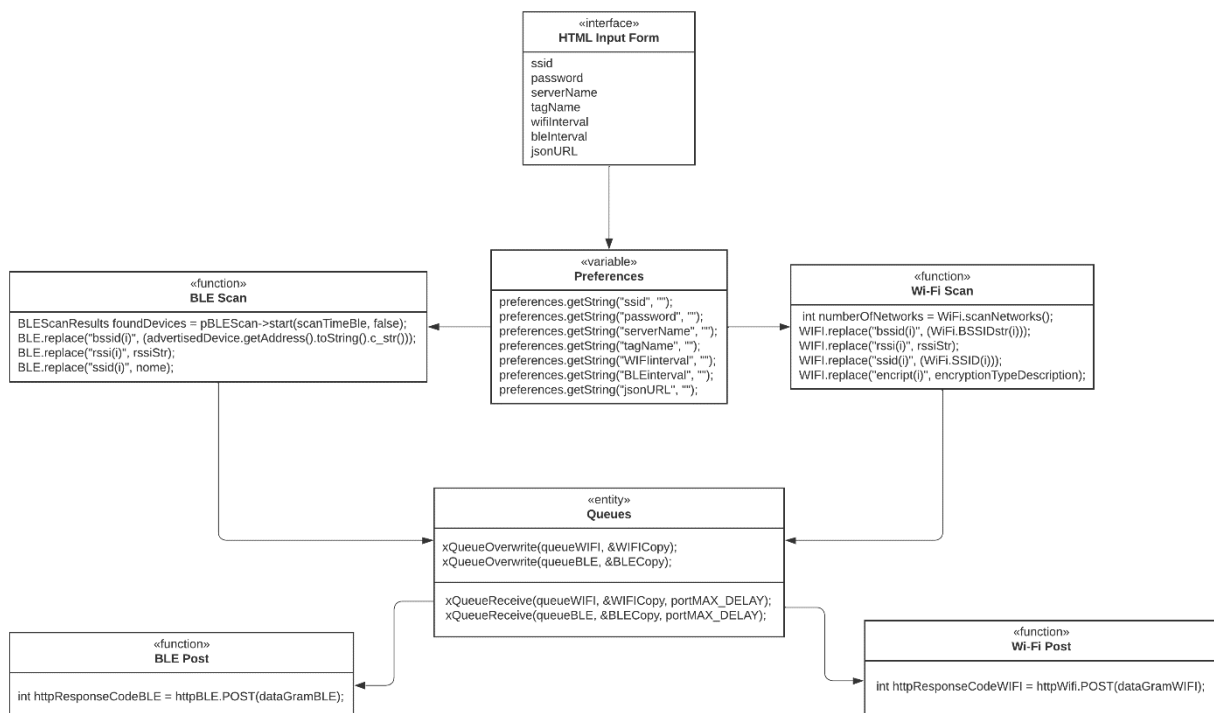 «interface»
HTML Input Form
ssid
password
serverName
tagName
wifiInterval
bleInterval
jsonURL
«function»
BLE Scan
BLEScanResults foundDevices = pBLEScan->start(scanTimeBle, false);
BLE.replace("bssid(i)", (advertisedDevice.getAddress().toString().c_str()));
BLE.replace("rssi(i)", rssiStr);
BLE.replace("ssid(i)", nome);
«variable»
Preferences
preferences.getString("ssid", "");
preferences.getString("password", "");
preferences.getString("serverName", "");
preferences.getString("tagName", "");
preferences.getString("WIFIinterval", "");
preferences.getString("BLEinterval", "");
preferences.getString("jsonURL", "");
«function»
Wi-Fi Scan
int numberOfNetworks = WiFi.scanNetworks();
WIFI.replace("bssid(i)", (WiFi.BSSIDstr(i)));
WIFI.replace("rssi(i)", rssiStr);
WIFI.replace("ssid(i)", (WiFi.SSID(i)));
WIFI.replace("encript(i)", encryptionTypeDescription);
«entity»
Queues
xQueueOverwrite(queueWIFI, &WIFICopy);
xQueueOverwrite(queueBLE, &BLECopy);
xQueueReceive(queueWIFI, &WIFICopy, portMAX_DELAY);
xQueueReceive(queueBLE, &BLECopy, portMAX_DELAY);
«function»
BLE Post
int httpResponseCodeBLE = httpBLE.POST(dataGramBLE);
«function»
Wi-Fi Post
int httpResponseCodeWIFI = httpWifi.POST(dataGramWIFI);